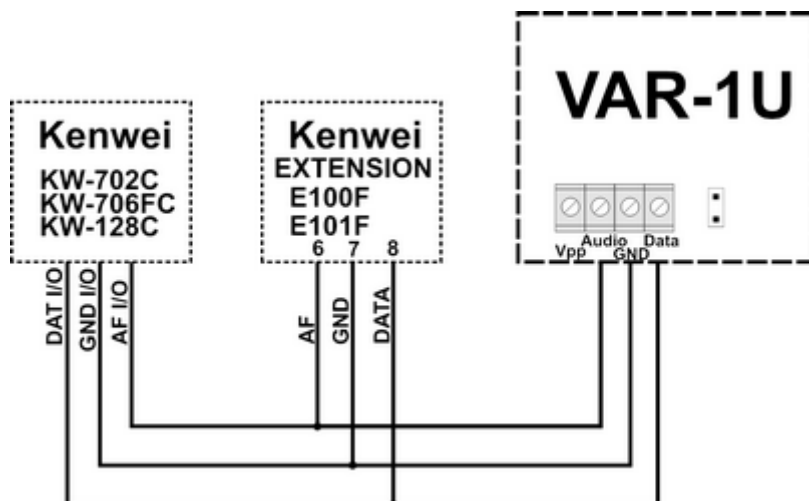 Kenwei
KW-702C
KW-706FC
KW-128C
DAT I/O
GND I/O
AF I/O
Kenwei
EXTENSION
E100F
E101F
6 7 8
AF
GND
DATA
VAR-1U
Vpp Audio GND Data